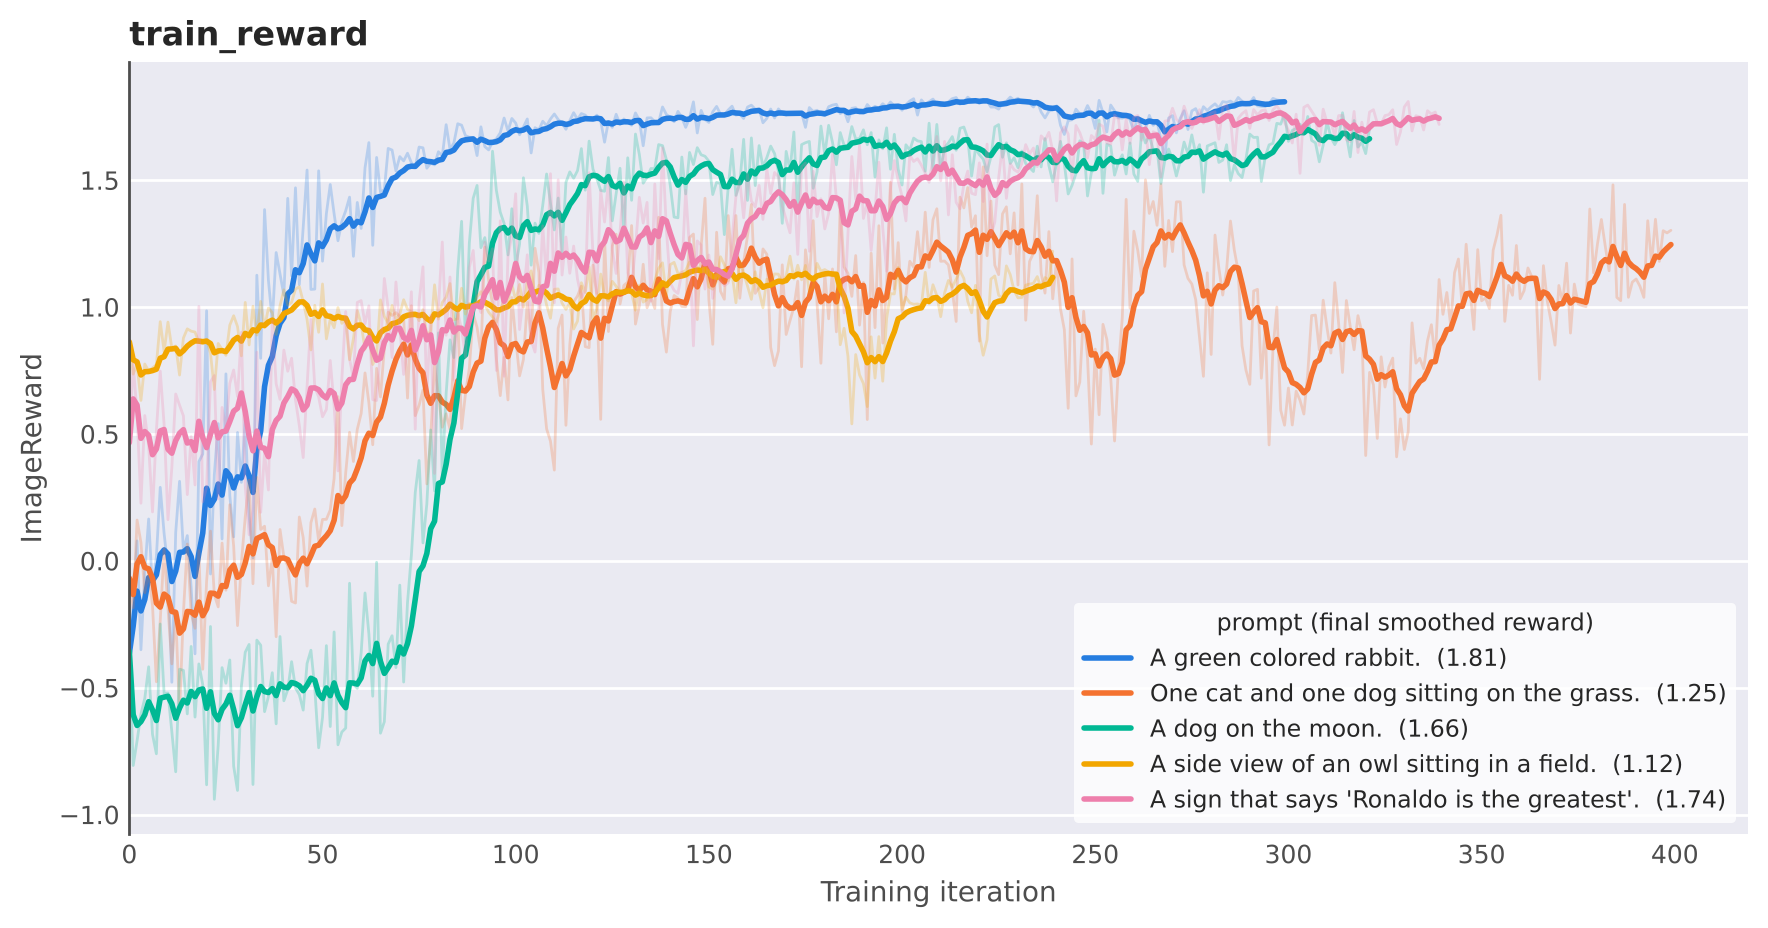 train_reward
ImageReward
1.5
1.0
0.5
0.0
−0.5
−1.0
0 50 100 150 200 250 300 350 400
Training iteration
prompt (final smoothed reward)
A green colored rabbit. (1.81)
One cat and one dog sitting on the grass. (1.25)
A dog on the moon. (1.66)
A side view of an owl sitting in a field. (1.12)
A sign that says 'Ronaldo is the greatest'. (1.74)